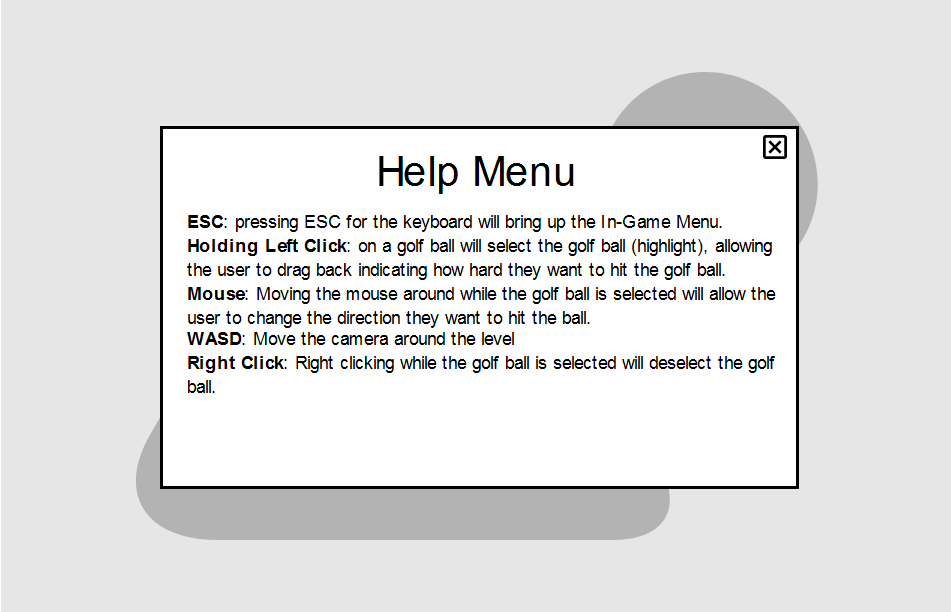 Help Menu
ESC: pressing ESC for the keyboard will bring up the In-Game Menu.
Holding Left Click: on a golf ball will select the golf ball (highlight), allowing
the user to drag back indicating how hard they want to hit the golf ball.
Mouse: Moving the mouse around while the golf ball is selected will allow the
user to change the direction they want to hit the ball.
WASD: Move the camera around the level
Right Click: Right clicking while the golf ball is selected will deselect the golf
ball.